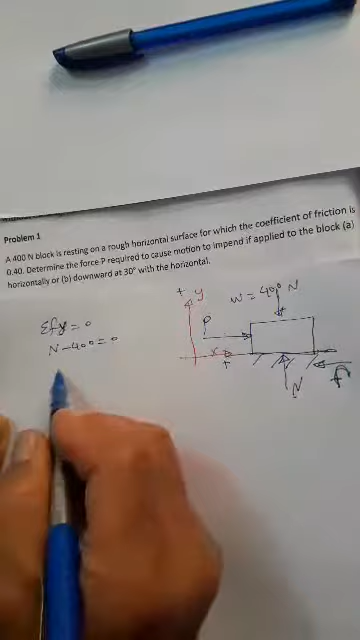 Problem 1
A 400 N block is resting on a rough horizontal surface for which the coefficient of friction is
0.40. Determine the force P required to cause motion to impend if applied to the block (a)
horizontally or (b) downward at 30° with the horizontal.
+ y
W = 400 N
P
x
+
N
f
Σfy = 0
N - 400 = 0